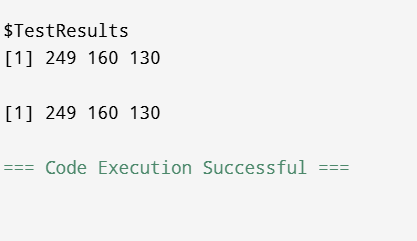 $TestResults
[1] 249 160 130
[1] 249 160 130
=== Code Execution Successful ===